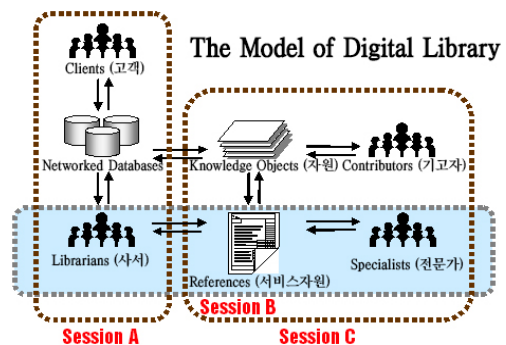 The Model of Digital Library
Clients (고객)
Networked Databases
Knowledge Objects (자원)
Contributors (기고자)
Librarians (사서)
References (서비스자원)
Specialists (전문가)
Session B
Session A
Session C